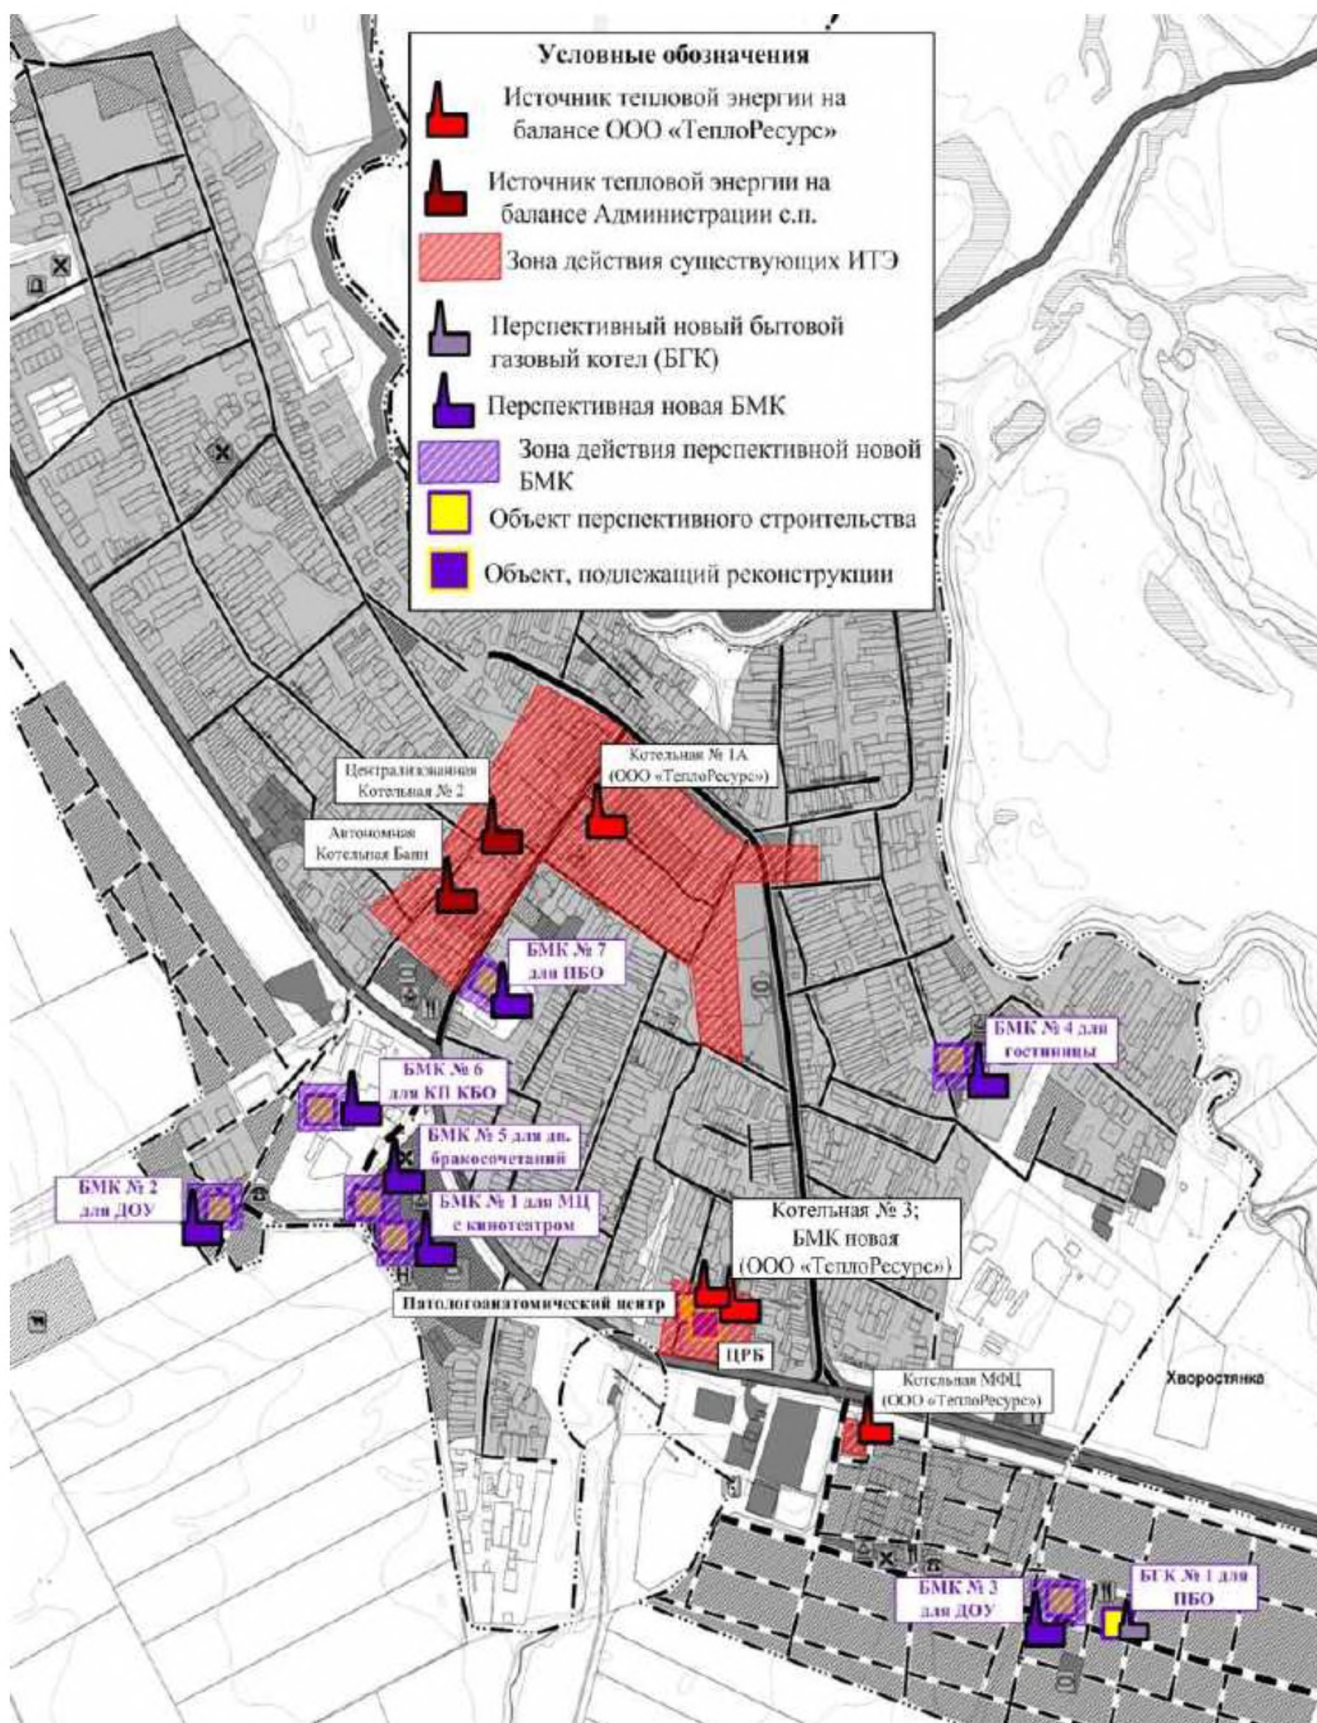 Условные обозначения
Источник тепловой энергии на
балансе ООО «ТеплоРесурс»
Источник тепловой энергии на
балансе Администрации с.п.
Зона действия существующих ИТЭ
Перспективный новый бытовой
газовый котел (БГК)
Перспективная новая БМК
Зона действия перспективной новой
БМК
Объект перспективного строительства
Объект, подлежащий реконструкции
Котельная № 1А
(ООО «ТеплоРесурс»)
Централизованная
Котельная № 2
Автономная
Котельная Бани
БМК № 7
для ПБО
БМК № 4 для
гостиницы
БМК № 6
для КП КБО
БМК № 5 для дв.
бракосочетаний
БМК № 2
для ДОУ
БМК № 1 для МЦ
с кинотеатром
Котельная № 3;
БМК новая
(ООО «ТеплоРесурс»)
Патологоанатомический центр
ЦРБ
Котельная МФЦ
(ООО «ТеплоРесурс»)
Хворостянка
БМК № 3
для ДОУ
БГК № 1 для
ПБО